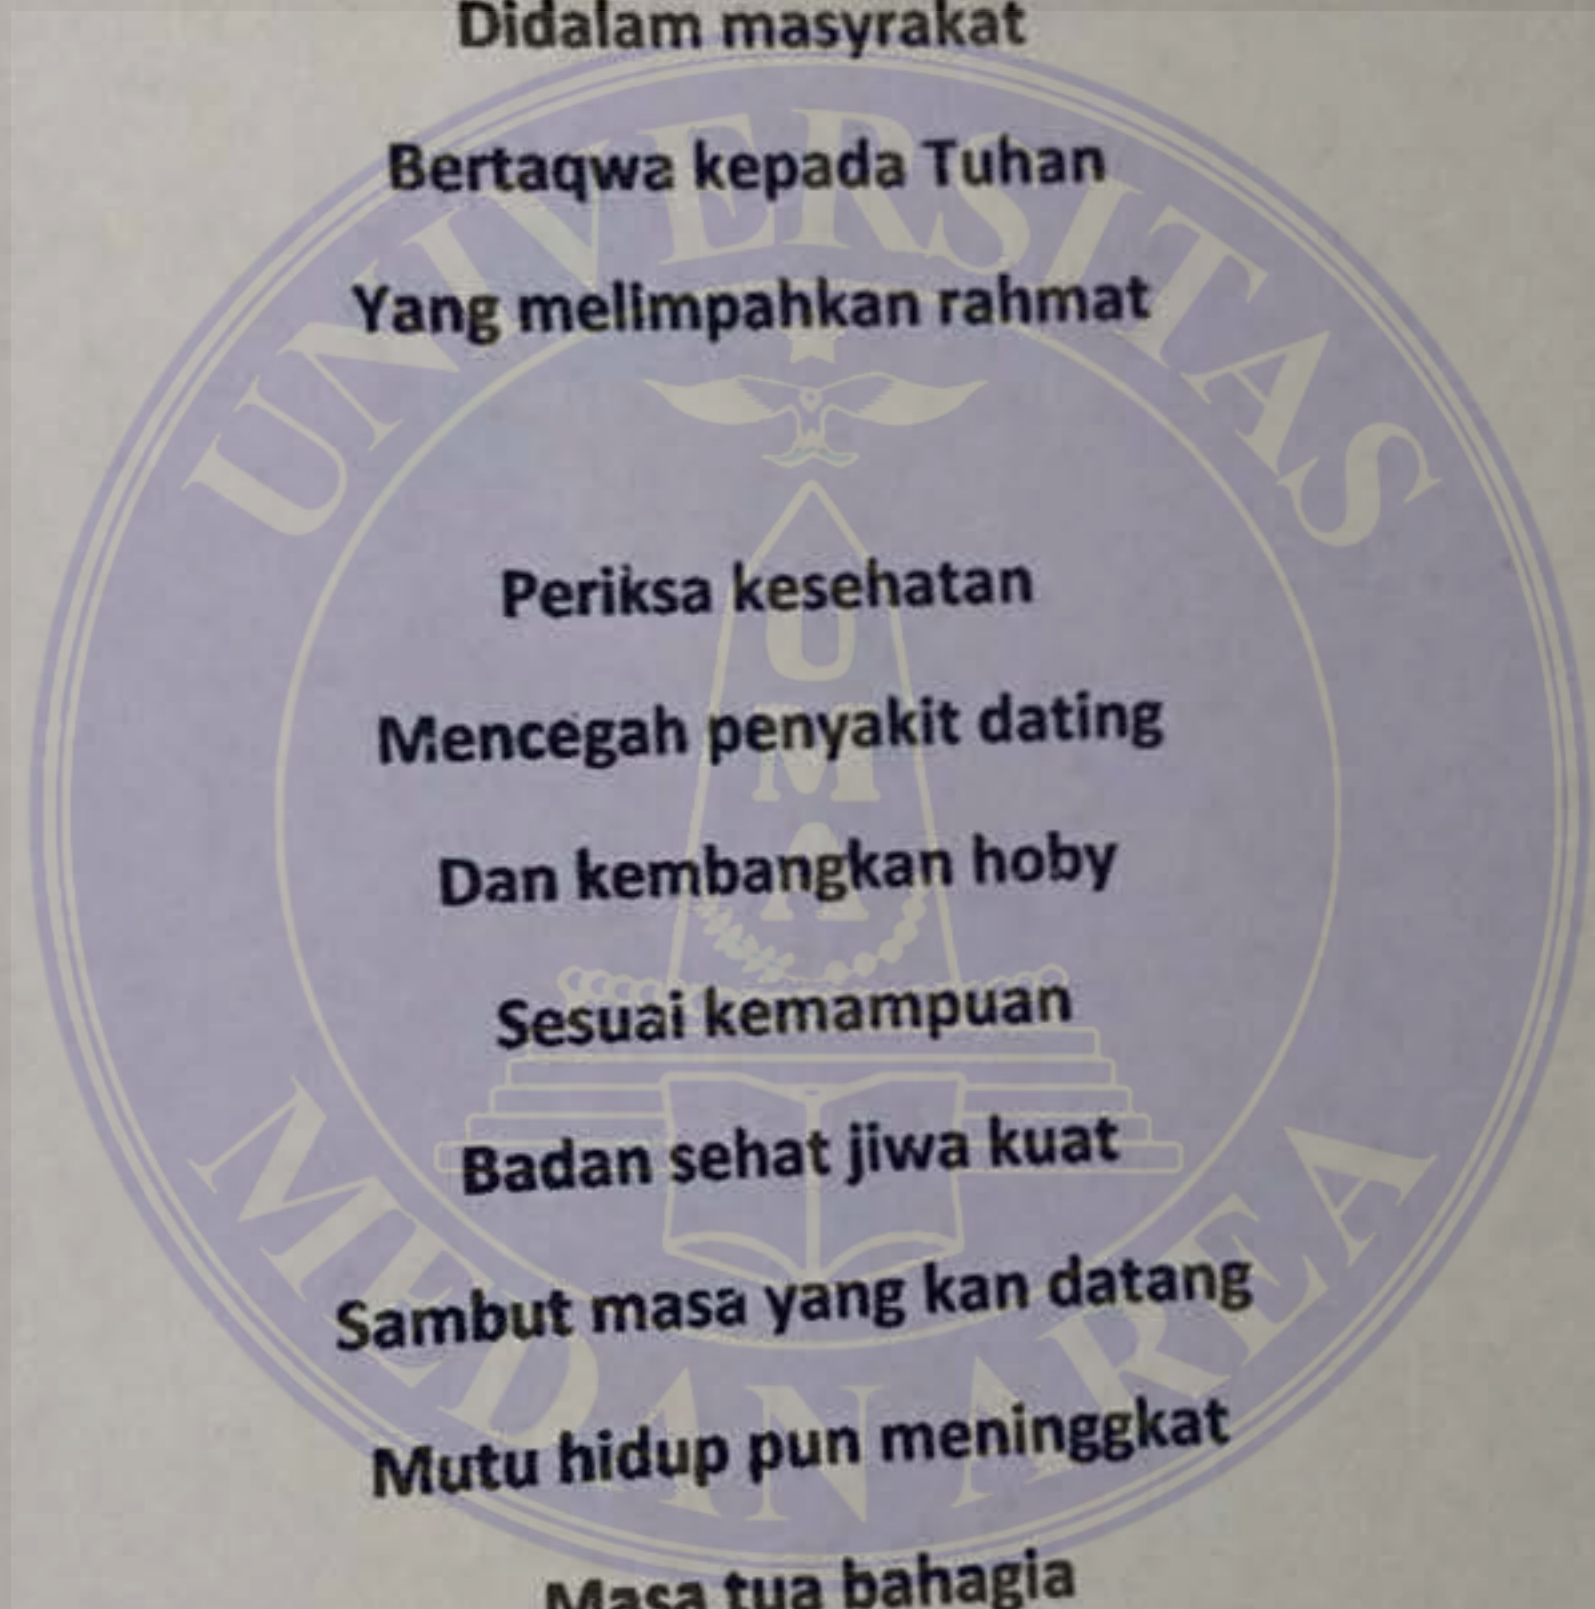 Didalam masyrakat
Bertaqwa kepada Tuhan
Yang melimpahkan rahmat
Periksa kesehatan
Mencegah penyakit dating
Dan kembangkan hoby
Sesuai kemampuan
Badan sehat jiwa kuat
Sambut masa yang kan datang
Mutu hidup pun meninggkat
Masa tua bahagia
UNIVERSITAS
UMA
MEDAN AREA